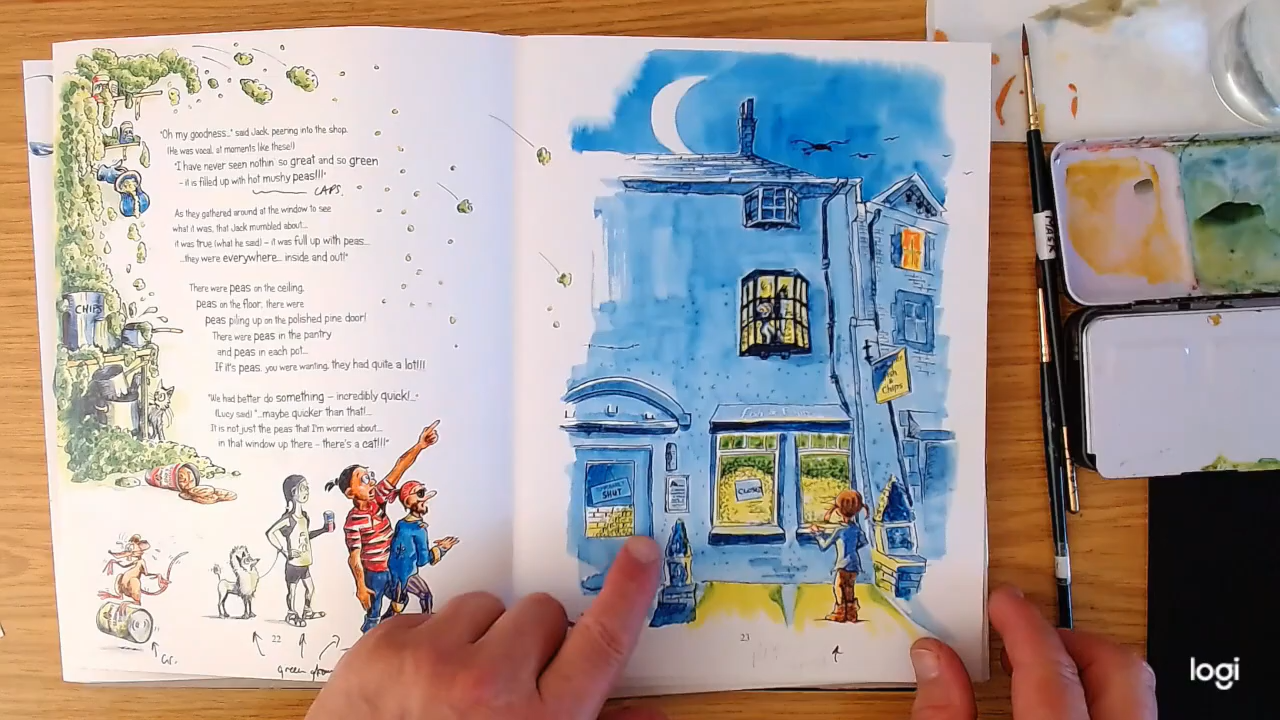 "Oh my goodness..." said Jack, peering into the shop.
(He was vocal, at moments like these!)
"I have never seen nothin' so great and so green
- it is filled up with hot mushy peas!!!"
CAPS.
As they gathered around at the window to see
what it was, that Jack mumbled about...
it was true (what he said) - it was full up with peas...
...they were everywhere... inside and out!"
There were peas on the ceiling,
peas on the floor, there were
peas piling up on the polished pine door!
There were peas in the pantry
and peas in each pot...
If it's peas, you were wanting, they had quite a lot!!!
"We had better do something - incredibly quick!..."
(Lucy said) "...maybe quicker than that!...
It is not just the peas that I'm worried about...
in that window up there - there's a cat!!!"
CHIPS
22
green
Fish & Chips
CLOSED
SHUT
23
MASK
logi